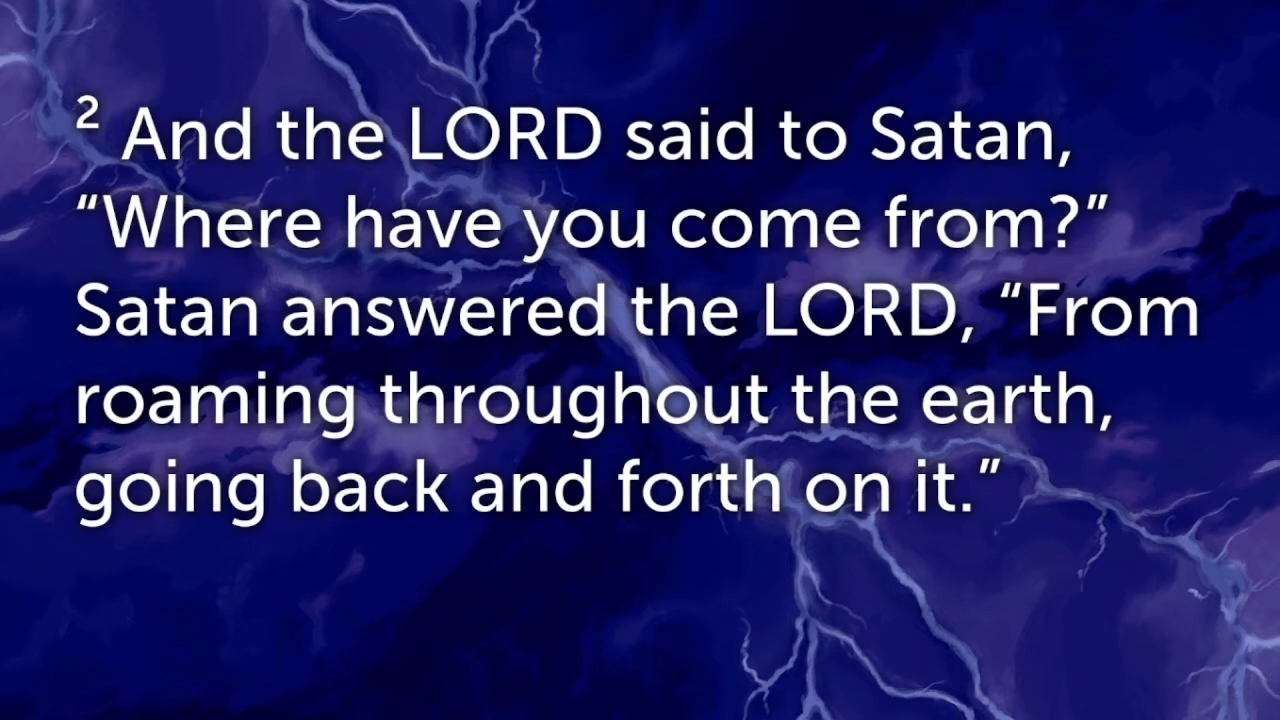 ² And the LORD said to Satan,
“Where have you come from?”
Satan answered the LORD, “From
roaming throughout the earth,
going back and forth on it.”